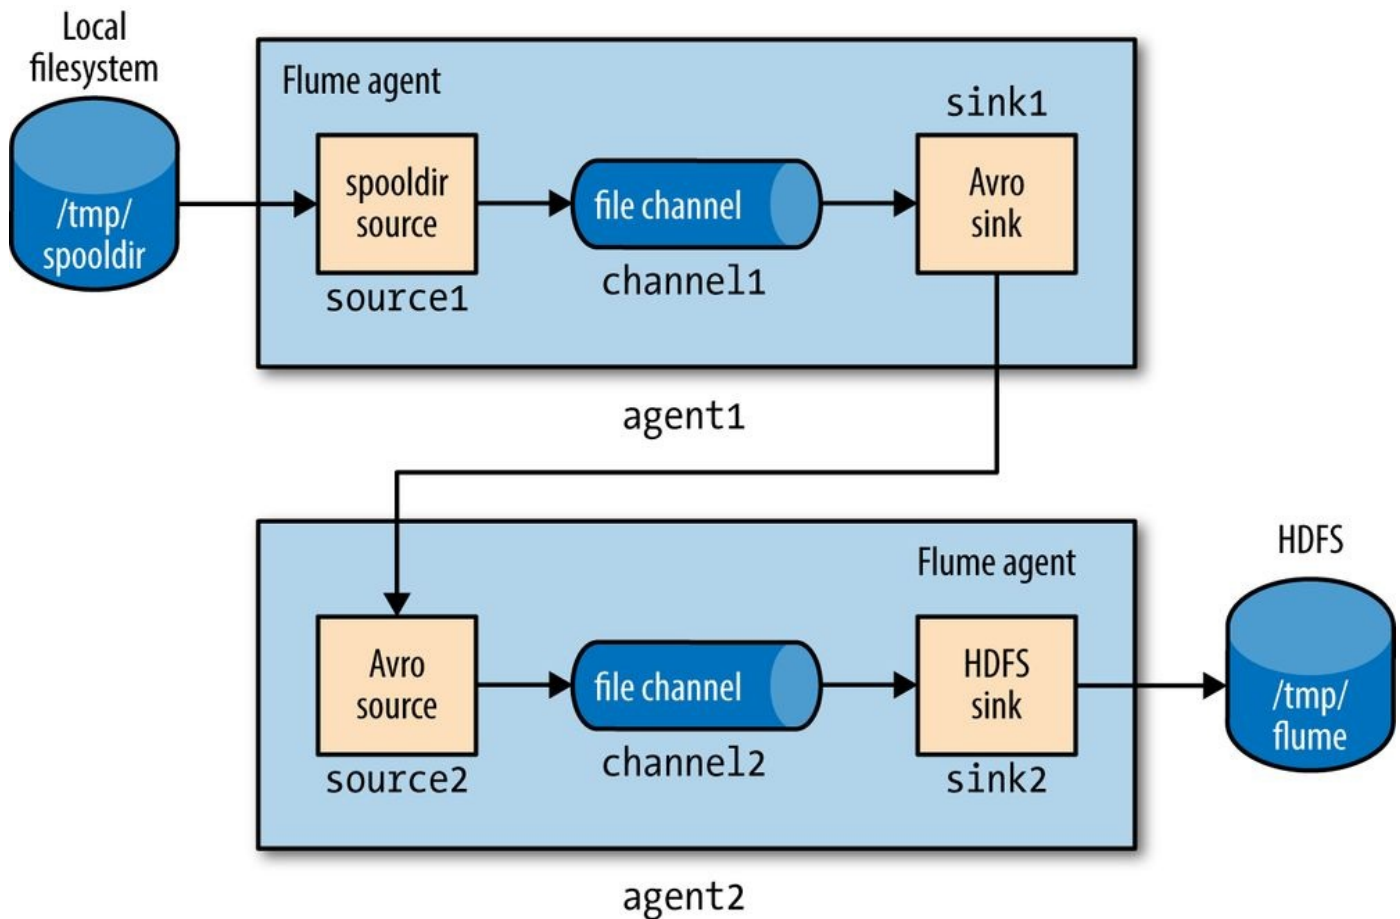 Local
filesystem
/tmp/
spooldir
Flume agent
spooldir
source
source1
file channel
channel1
sink1
Avro
sink
agent1
Flume agent
Avro
source
source2
file channel
channel2
HDFS
sink
sink2
HDFS
/tmp/
flume
agent2